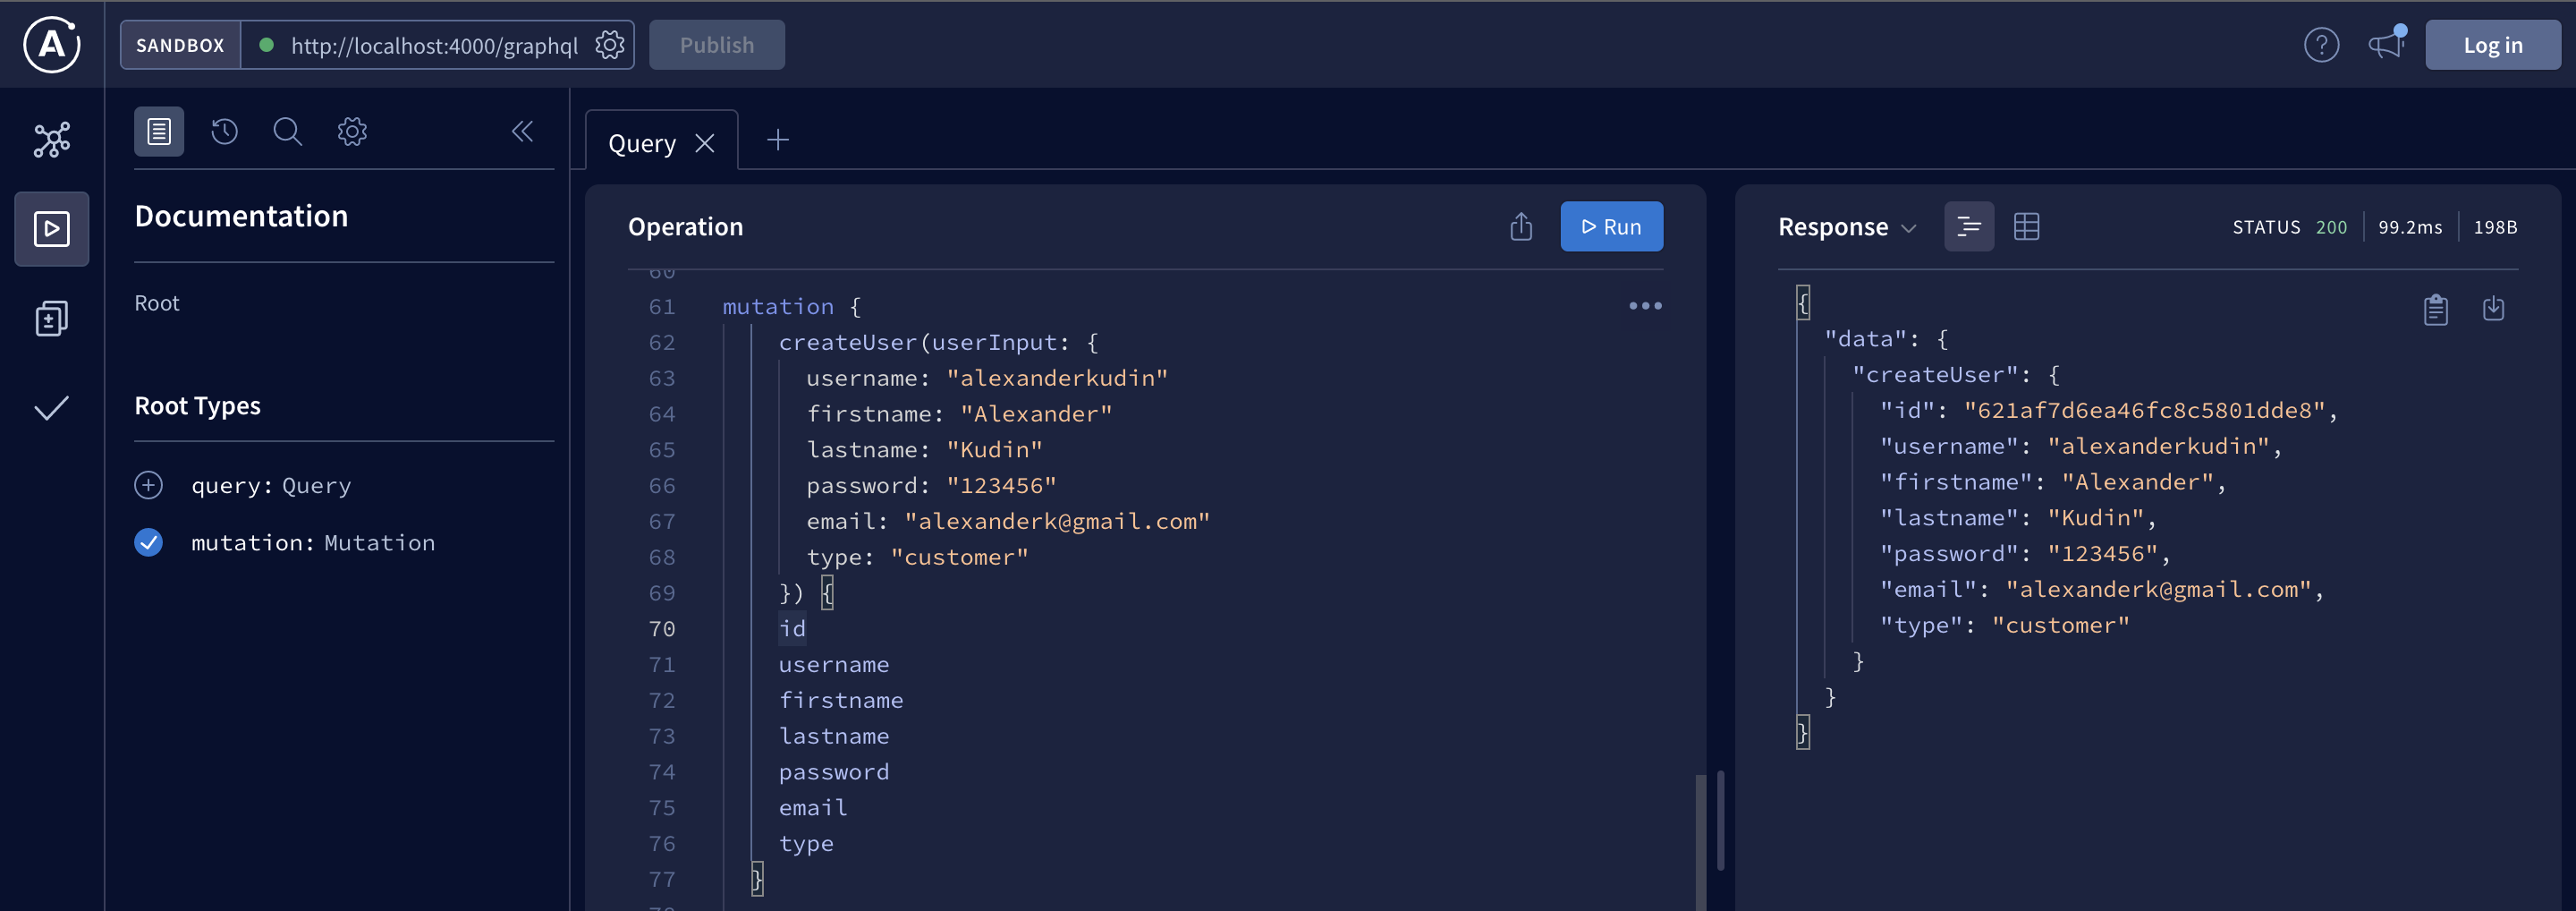 A
SANDBOX
http://localhost:4000/graphql
Publish
?
Log in
Documentation
Root
Root Types
query: Query
mutation: Mutation
Query
Operation
Run
60
61 mutation {
62 createUser(userInput: {
63 username: "alexanderkudin"
64 firstname: "Alexander"
65 lastname: "Kudin"
66 password: "123456"
67 email: "alexanderk@gmail.com"
68 type: "customer"
69 }) {
70 id
71 username
72 firstname
73 lastname
74 password
75 email
76 type
77 }
78
Response
STATUS 200 99.2ms 198B
{
"data": {
"createUser": {
"id": "621af7d6ea46fc8c5801dde8",
"username": "alexanderkudin",
"firstname": "Alexander",
"lastname": "Kudin",
"password": "123456",
"email": "alexanderk@gmail.com",
"type": "customer"
}
}
}